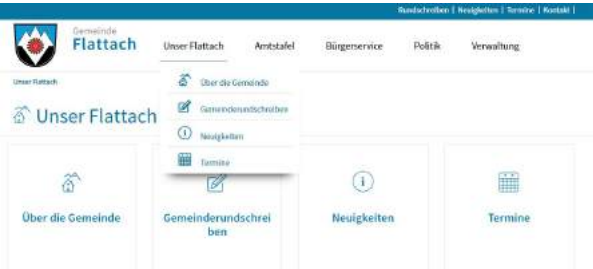 Rundschreiben | Neuigkeiten | Termine | Kontakt |
Gemeinde
Flattach
Unser Flattach Amtstafel Bürgerservice Politik Verwaltung
Unser Flattach
Über die Gemeinde
Gemeinderundschreiben
Neuigkeiten
Termine
Unser Flattach
Über die Gemeinde
Gemeinderundschrei
ben
Neuigkeiten
Termine